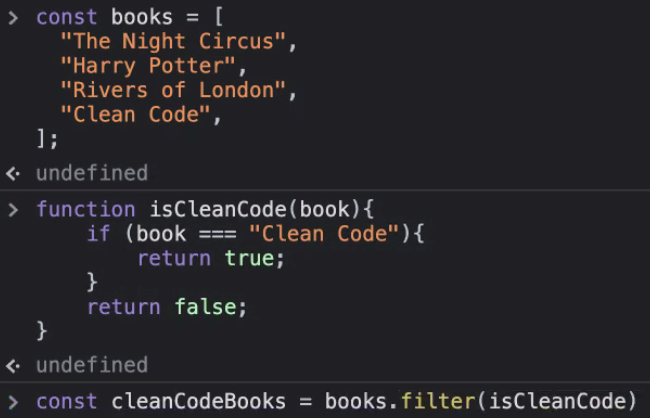 > const books = [
"The Night Circus",
"Harry Potter",
"Rivers of London",
"Clean Code",
];
undefined
> function isCleanCode(book){
if (book === "Clean Code"){
return true;
}
return false;
}
undefined
> const cleanCodeBooks = books.filter(isCleanCode)